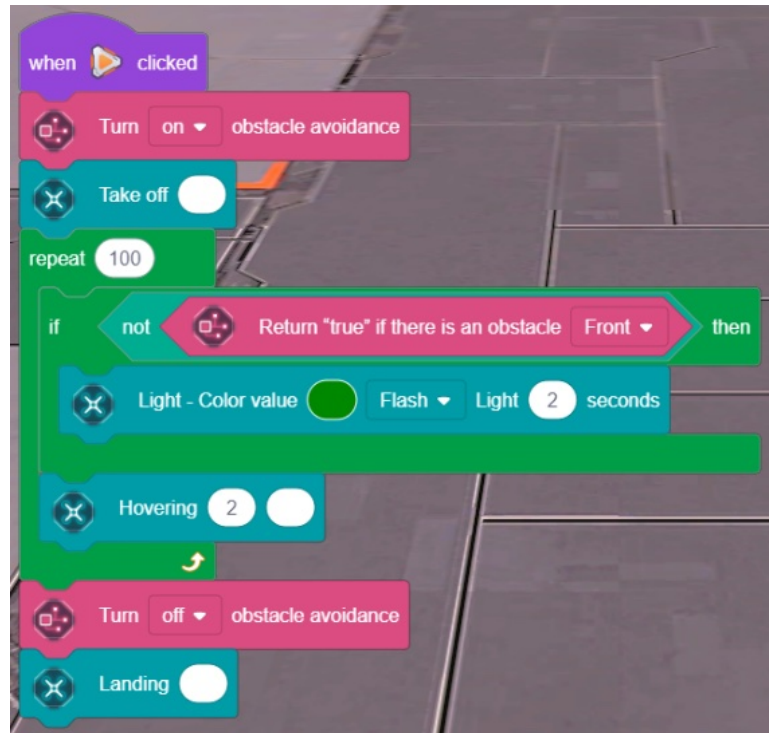 when clicked
Turn on obstacle avoidance
Take off
repeat 100
if not Return "true" if there is an obstacle Front then
Light - Color value Flash Light 2 seconds
Hovering 2
Turn off obstacle avoidance
Landing